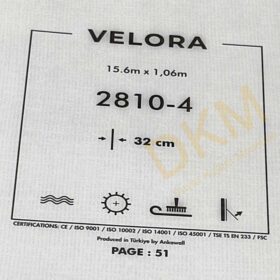 VELORA
15.6m x 1,06m
2810-4
32 cm
DKM
CERTIFICATIONS: CE / ISO 9001 / ISO 10002 / ISO 14001 / ISO 45001 / TSE TS EN 233 / FSC
Produced in Türkiye by Ankawall
PAGE : 51